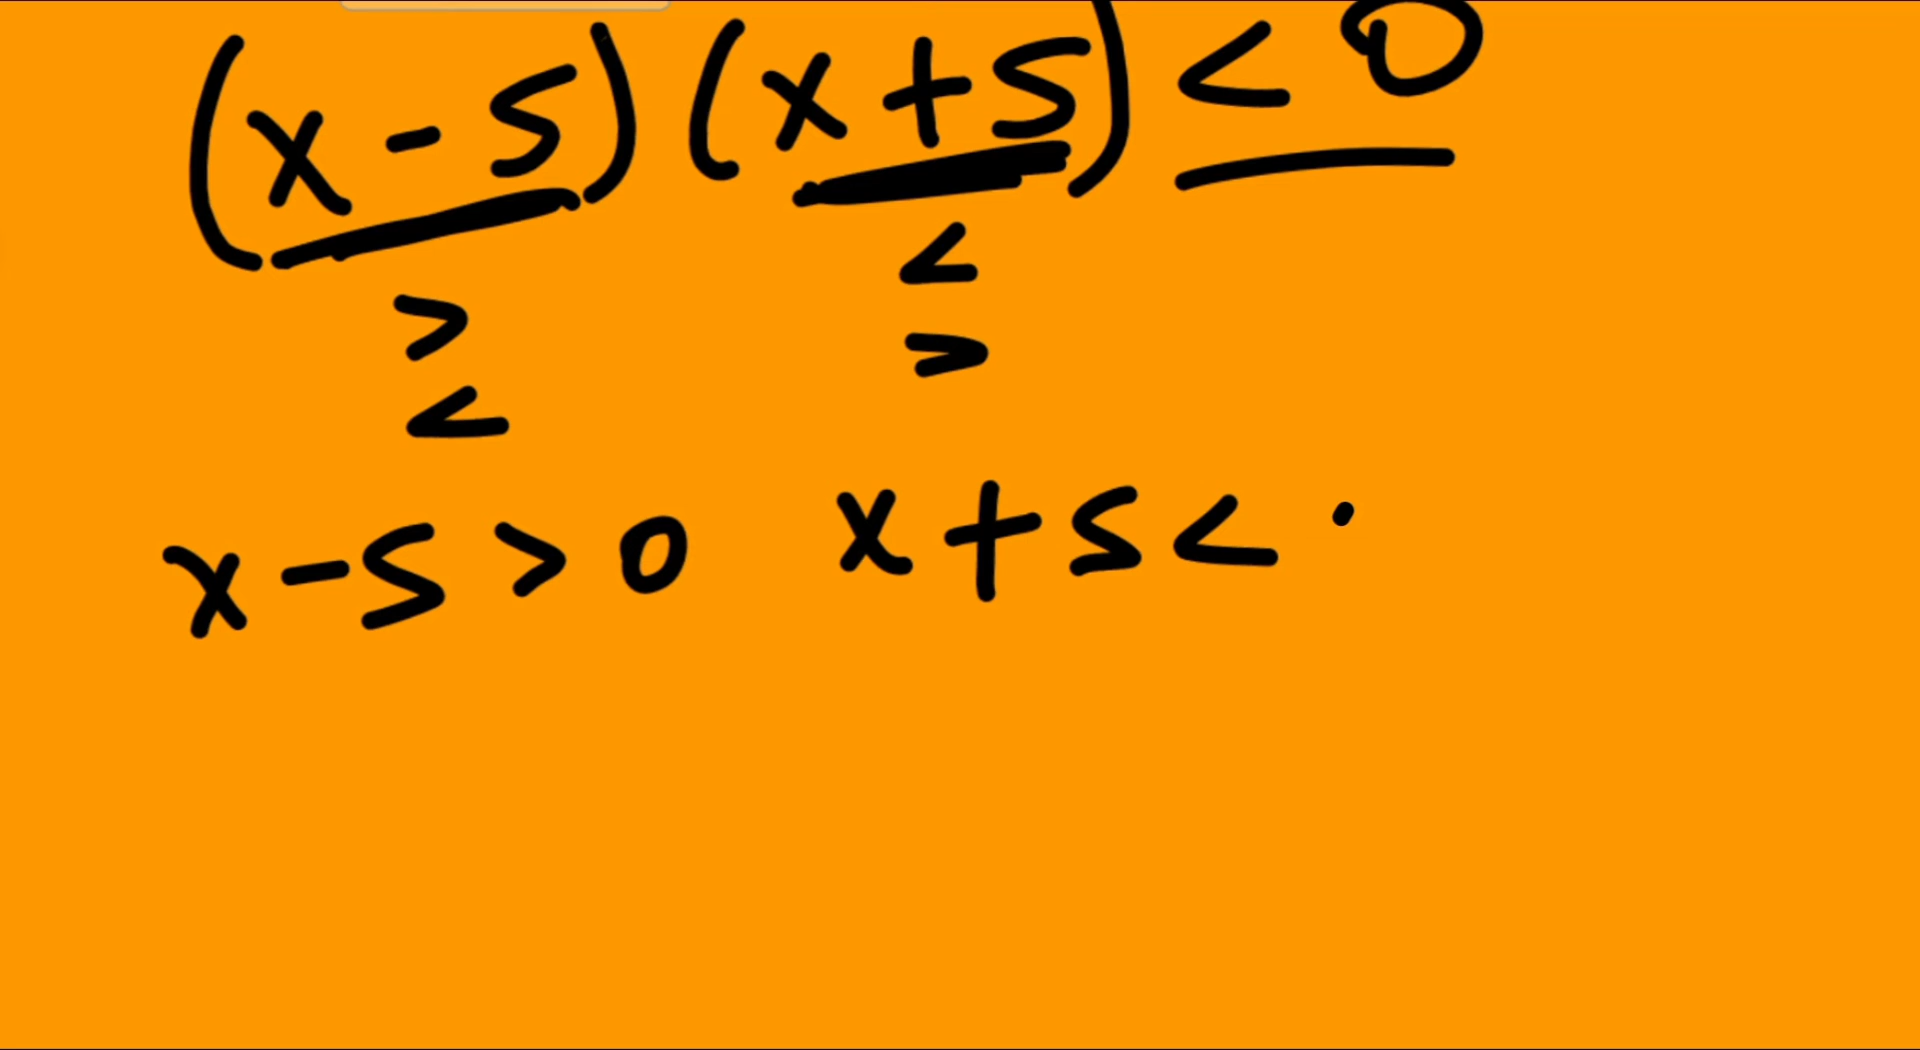 (x-5)(x+5)<0
> <
< >
x-5>0 x+5<